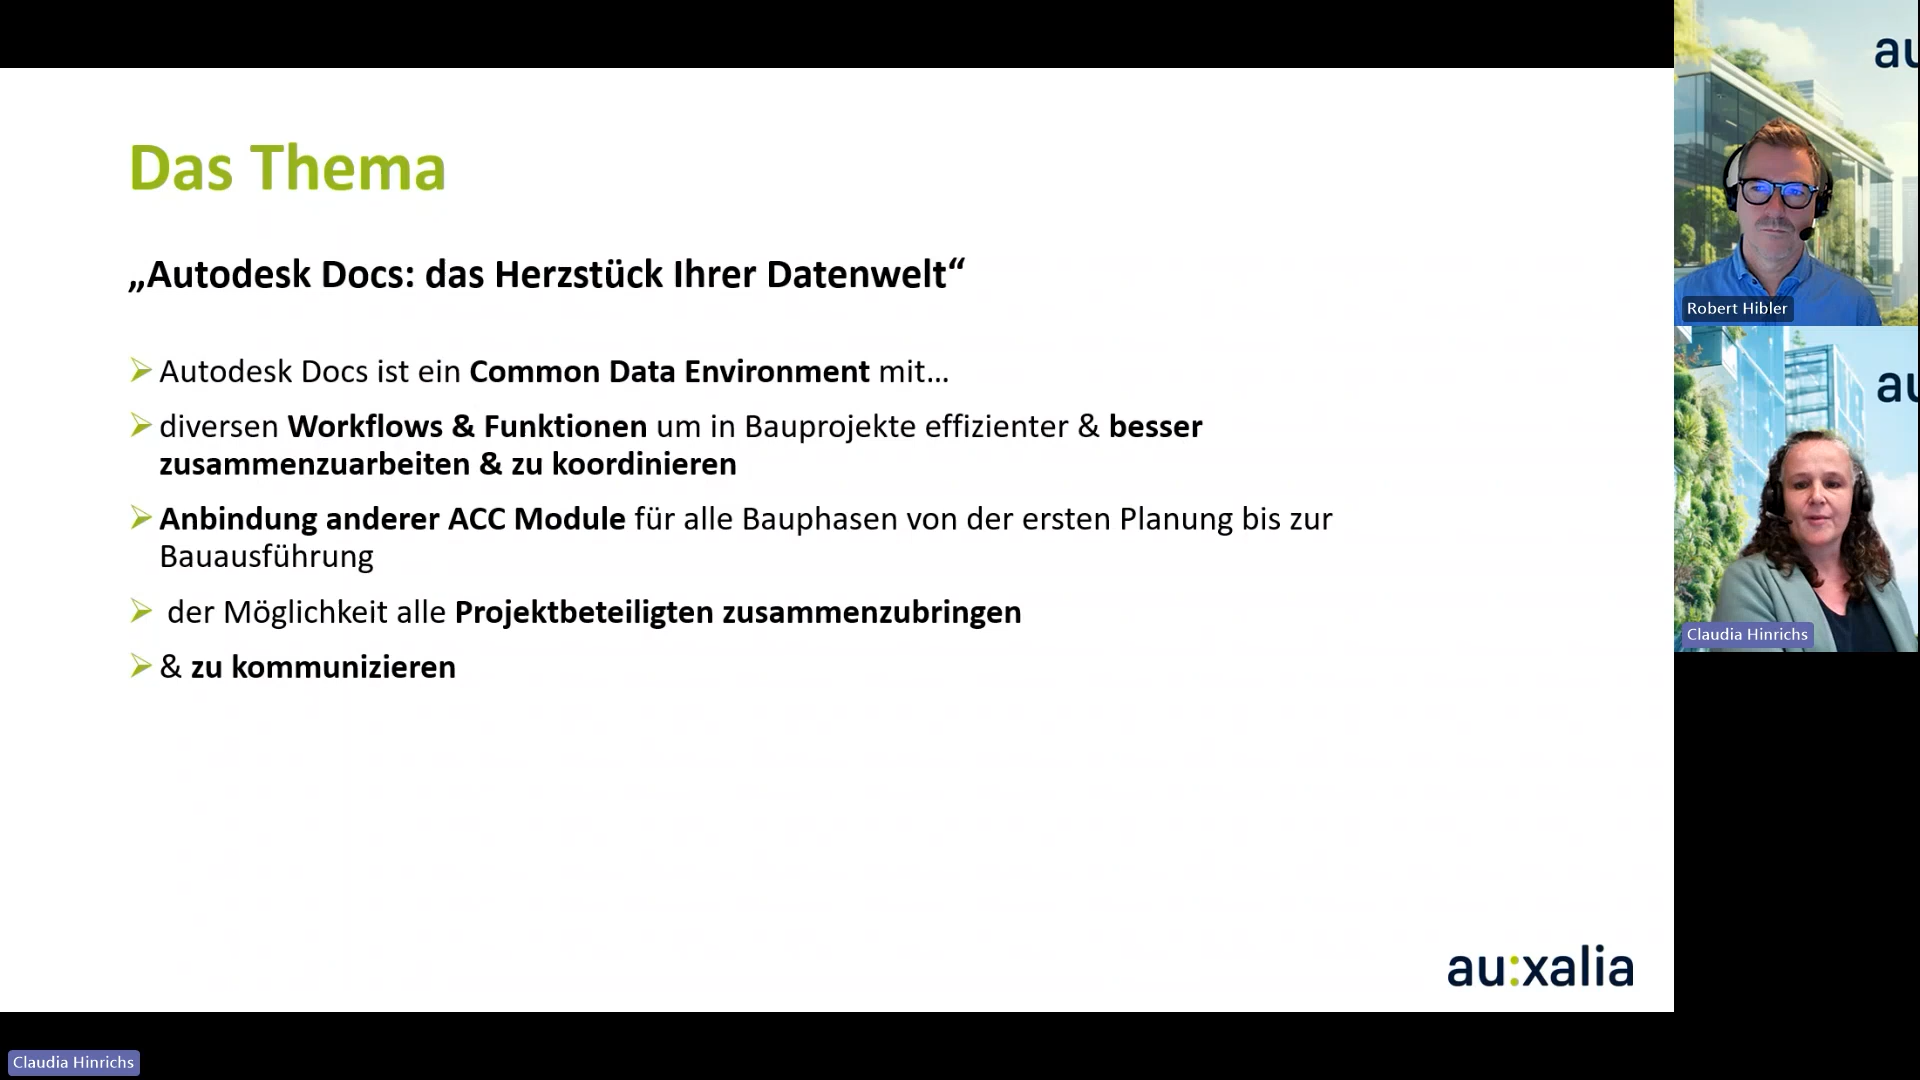 Das Thema
„Autodesk Docs: das Herzstück Ihrer Datenwelt“
Autodesk Docs ist ein Common Data Environment mit...
diversen Workflows & Funktionen um in Bauprojekte effizienter & besser
zusammenzuarbeiten & zu koordinieren
Anbindung anderer ACC Module für alle Bauphasen von der ersten Planung bis zur
Bauausführung
der Möglichkeit alle Projektbeteiligten zusammenzubringen
& zu kommunizieren
au:xalia
Claudia Hinrichs
au
Robert Hibler
au
Claudia Hinrichs